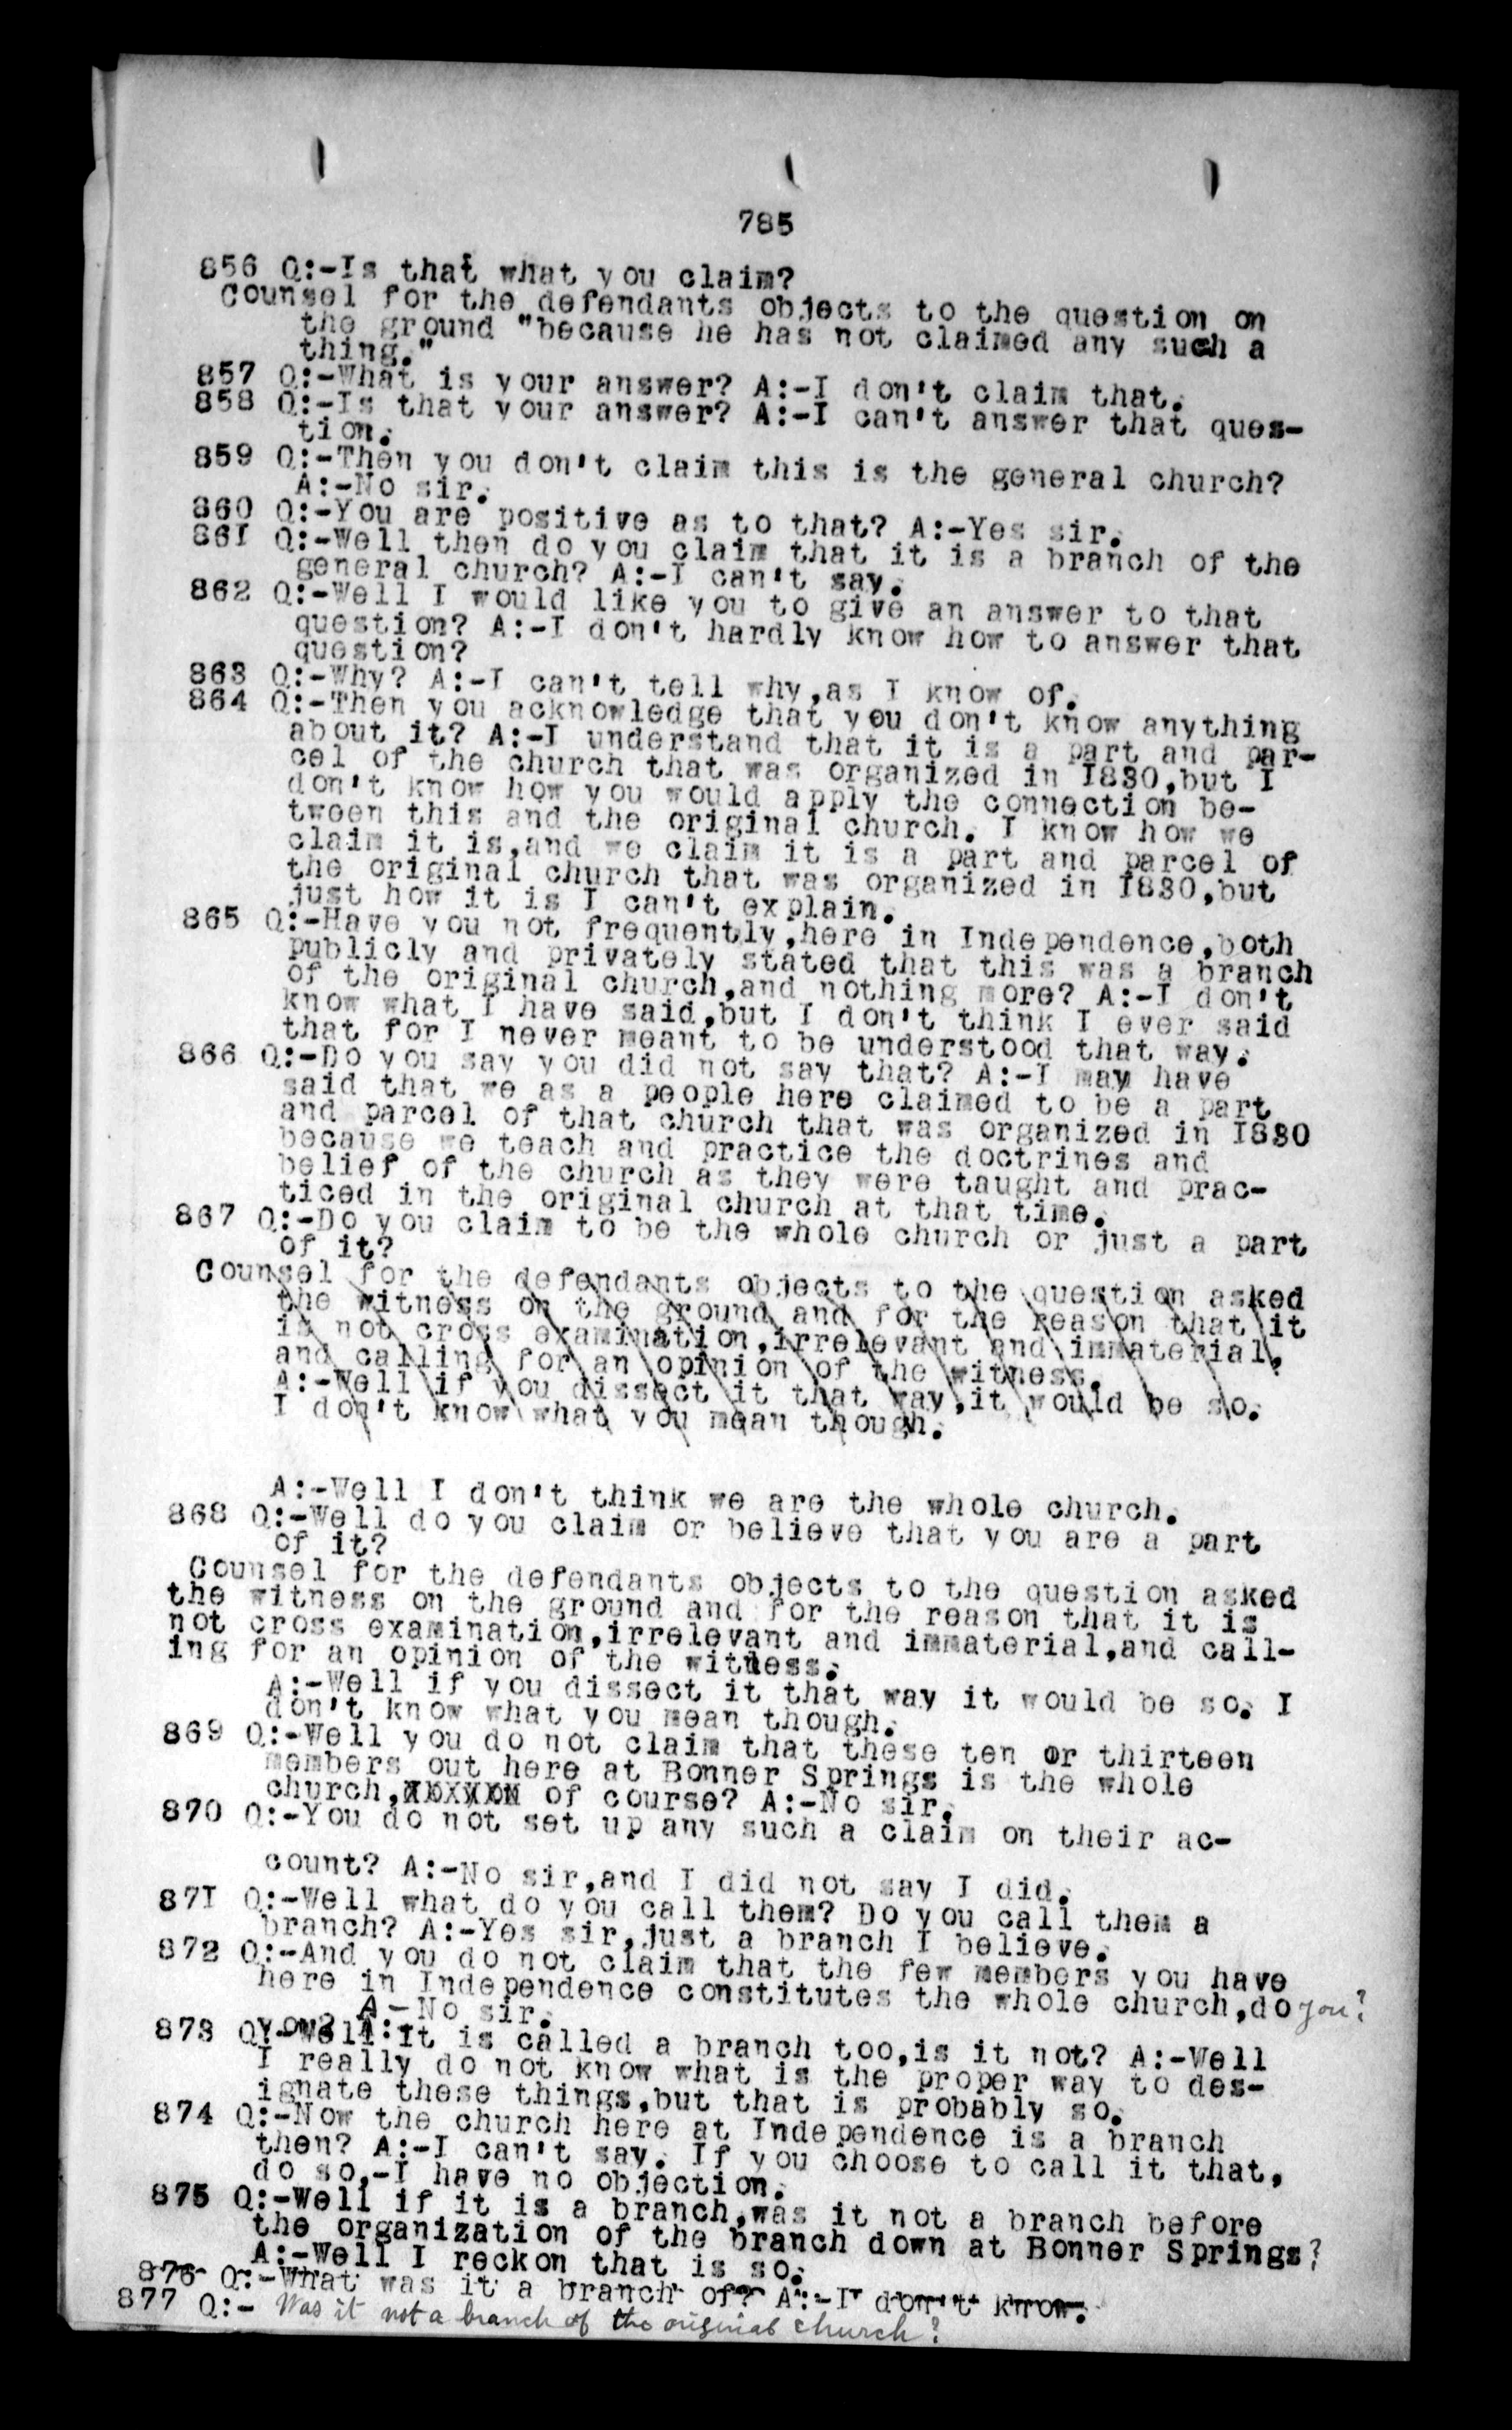 785
856 Q:-Is that what you claim?
Counsel for the defendants objects to the question on
the ground "because he has not claimed any such a
thing."
857 Q:-What is your answer? A:-I don't claim that.
858 Q:-Is that your answer? A:-I can't answer that ques-
tion.
859 Q:-Then you don't claim this is the general church?
A:-No sir.
860 Q:-You are positive as to that? A:-Yes sir.
861 Q:-Well then do you claim that it is a branch of the
general church? A:-I can't say.
862 Q:-Well I would like you to give an answer to that
question? A:-I don't hardly know how to answer that
question?
863 Q:-Why? A:-I can't tell why,as I know of.
864 Q:-Then you acknowledge that you don't know anything
about it? A:-I understand that it is a part and par-
cel of the church that was organized in 1830,but I
don't know how you would apply the connection be-
tween this and the original church. I know how we
claim it is,and we claim it is a part and parcel of
the original church that was organized in 1830,but
just how it is I can't explain.
865 Q:-Have you not frequently,here in Independence,both
publicly and privately stated that this was a branch
of the original church,and nothing more? A:-I don't
know what I have said,but I don't think I ever said
that for I never meant to be understood that way.
866 Q:-Do you say you did not say that? A:-I may have
said that we as a people here claimed to be a part
and parcel of that church that was organized in 1830
because we teach and practice the doctrines and
belief of the church as they were taught and prac-
ticed in the original church at that time.
867 Q:-Do you claim to be the whole church or just a part
of it?
Counsel for the defendants objects to the question asked
the witness on the ground and for the reason that it
is not cross examination,irrelevant and immaterial,
and calling for an opinion of the witness.
A:-Well if you dissect it that way,it would be so.
I don't know what you mean though.
A:-Well I don't think we are the whole church.
868 Q:-Well do you claim or believe that you are a part
of it?
Counsel for the defendants objects to the question asked
the witness on the ground and for the reason that it is
not cross examination,irrelevant and immaterial,and call-
ing for an opinion of the witness.
A:-Well if you dissect it that way it would be so. I
don't know what you mean though.
869 Q:-Well you do not claim that these ten or thirteen
members out here at Bonner Springs is the whole
church, of course? A:-No sir.
870 Q:-You do not set up any such a claim on their ac-
count? A:-No sir,and I did not say I did.
871 Q:-Well what do you call them? Do you call them a
branch? A:-Yes sir,just a branch I believe.
872 Q:-And you do not claim that the few members you have
here in Independence constitutes the whole church,do you?
you? A:-No sir.
873 Q:-Well it is called a branch too,is it not? A:-Well
I really do not know what is the proper way to des-
ignate these things,but that is probably so.
874 Q:-Now the church here at Independence is a branch
then? A:-I can't say. If you choose to call it that,
do so,-I have no objection.
875 Q:-Well if it is a branch,was it not a branch before
the organization of the branch down at Bonner Springs?
A:-Well I reckon that is so.
876 Q:-What was it a branch of? A:-I don't know.
877 Q:- Was it not a branch of the original church?